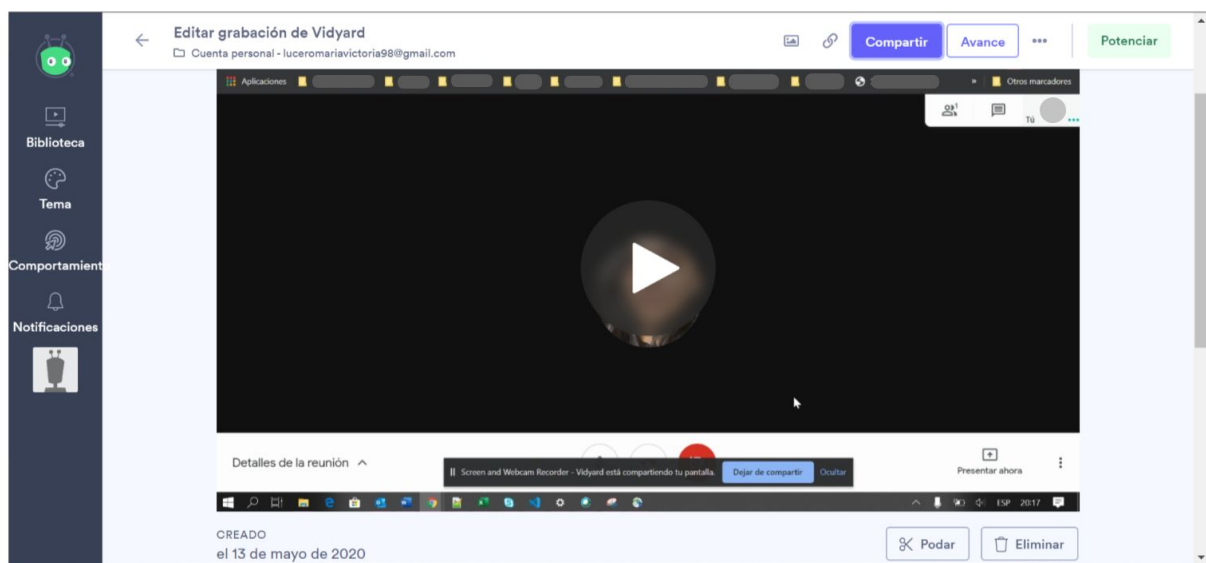 Editar grabación de Vidyard
Cuenta personal - luceromariavictoria98@gmail.com
Compartir
Avance
Potenciar
Biblioteca
Tema
Comportamient
Notificaciones
Aplicaciones
»
Otros marcadores
1
Tú
Detalles de la reunión
Screen and Webcam Recorder - Vidyard está compartiendo tu pantalla.
Dejar de compartir
Ocultar
Presentar ahora
ESP
20:17
CREADO
el 13 de mayo de 2020
Podar
Eliminar